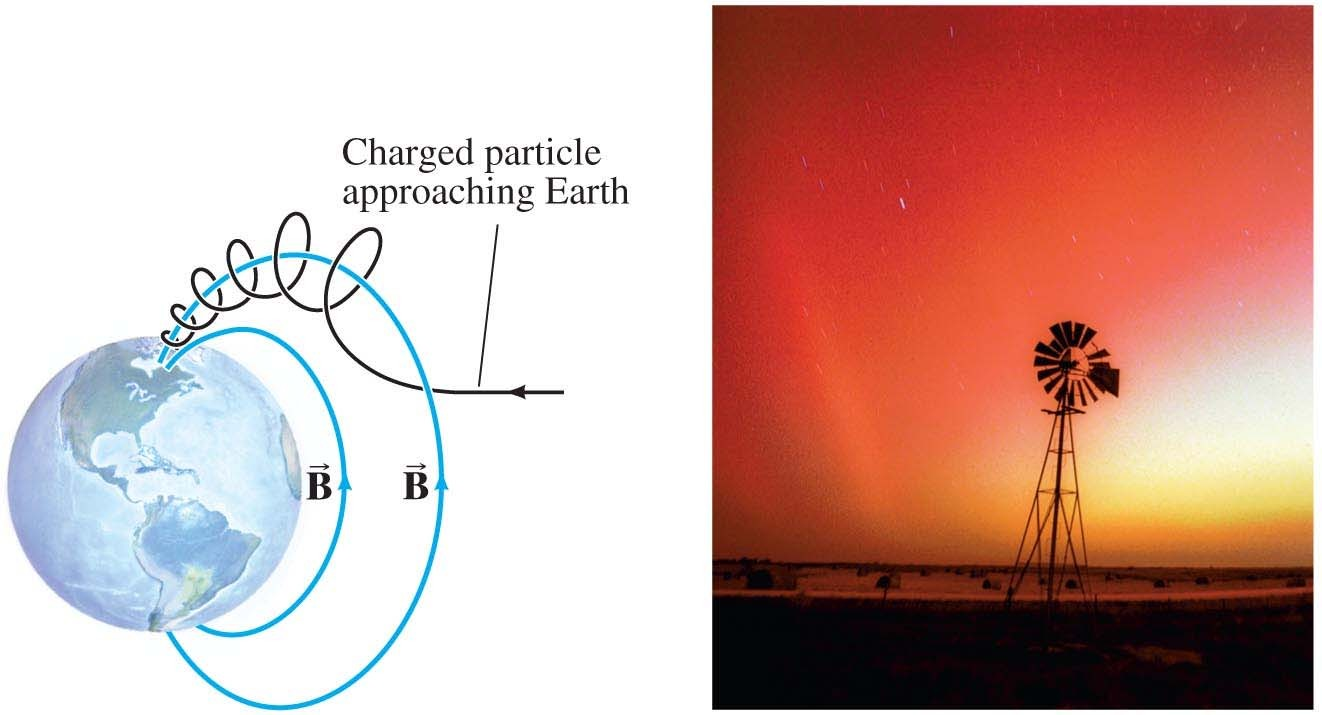 Charged particle
approaching Earth
B⃗ B⃗